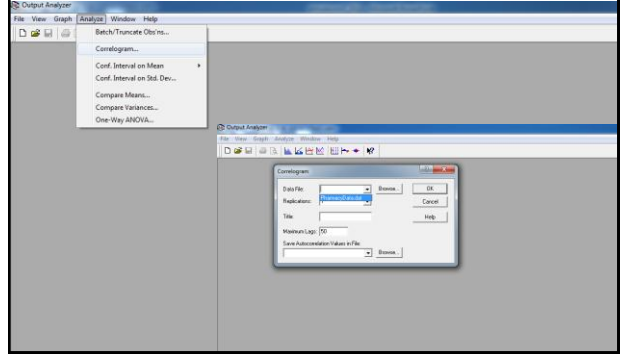 Output Analyzer
File View Graph Analyze Window Help
Batch/Truncate Obs'ns...
Correlogram...
Conf. Interval on Mean
Conf. Interval on Std. Dev...
Compare Means...
Compare Variances...
One-Way ANOVA...
Output Analyzer
File View Graph Analyze Window Help
Correlogram
Data File: Browse... OK
PharmacyData.dat
Replications: Cancel
Title: Help
Maximum Lags: 50
Save Autocorrelation Values in File:
Browse...